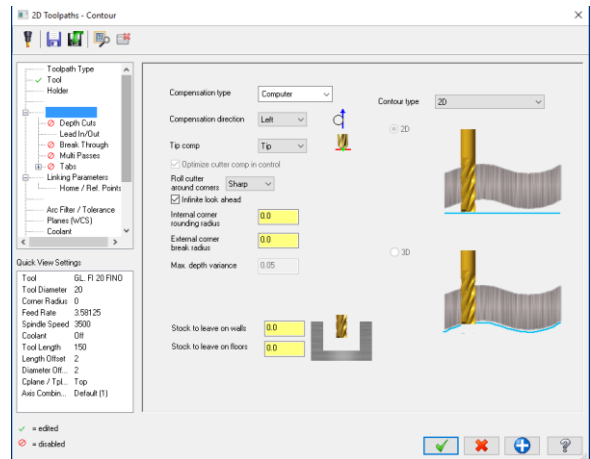 2D Toolpaths - Contour
Toolpath Type
Tool
Holder
Depth Cuts
Lead In/Out
Break Through
Multi Passes
Tabs
Linking Parameters
Home / Ref. Points
Arc Filter / Tolerance
Planes (WCS)
Coolant
Quick View Settings
Tool GL. FI 20 FINO
Tool Diameter 20
Corner Radius 0
Feed Rate 3.58125
Spindle Speed 3500
Coolant Off
Tool Length 150
Length Offset 2
Diameter Off... 2
Cplane / Tpl... Top
Axis Combin... Default (1)
= edited
= disabled
Compensation type Computer
Compensation direction Left
Tip comp Tip
Optimize cutter comp in control
Roll cutter
around corners Sharp
Infinite look ahead
Internal corner
rounding radius 0.0
External corner
break radius 0.0
Max. depth variance 0.05
Stock to leave on walls 0.0
Stock to leave on floors 0.0
Contour type 2D
2D
3D